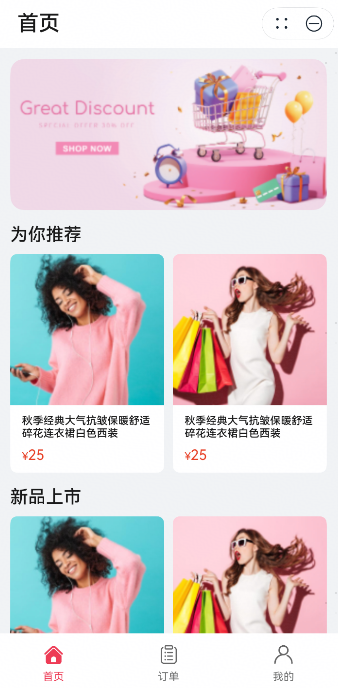 首页
Great Discount
SPECIAL OFFER 50% OFF
SHOP NOW
为你推荐
秋季经典大气抗皱保暖舒适
碎花连衣裙白色西装
¥25
秋季经典大气抗皱保暖舒适
碎花连衣裙白色西装
¥25
新品上市
首页
订单
我的